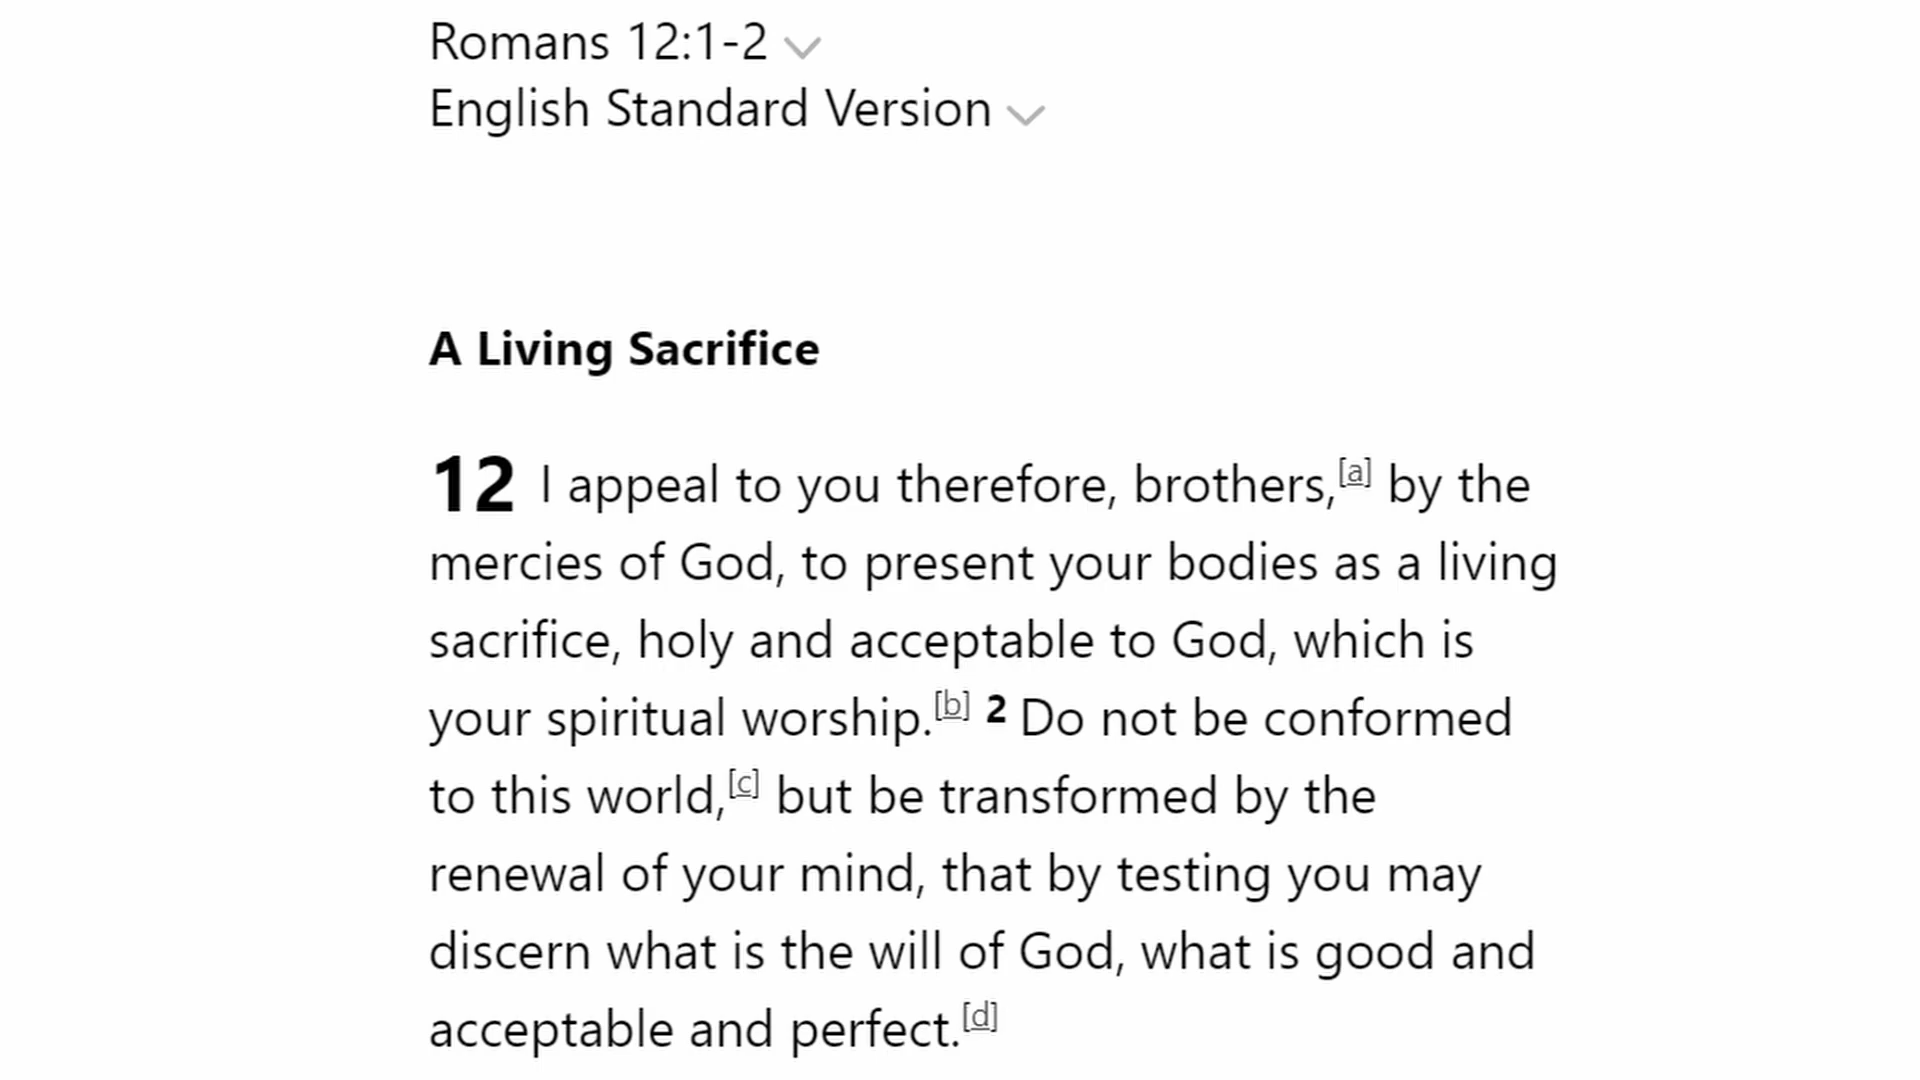 Romans 12:1-2
English Standard Version
A Living Sacrifice
12 I appeal to you therefore, brothers,[a] by the
mercies of God, to present your bodies as a living
sacrifice, holy and acceptable to God, which is
your spiritual worship.[b] 2 Do not be conformed
to this world,[c] but be transformed by the
renewal of your mind, that by testing you may
discern what is the will of God, what is good and
acceptable and perfect.[d]